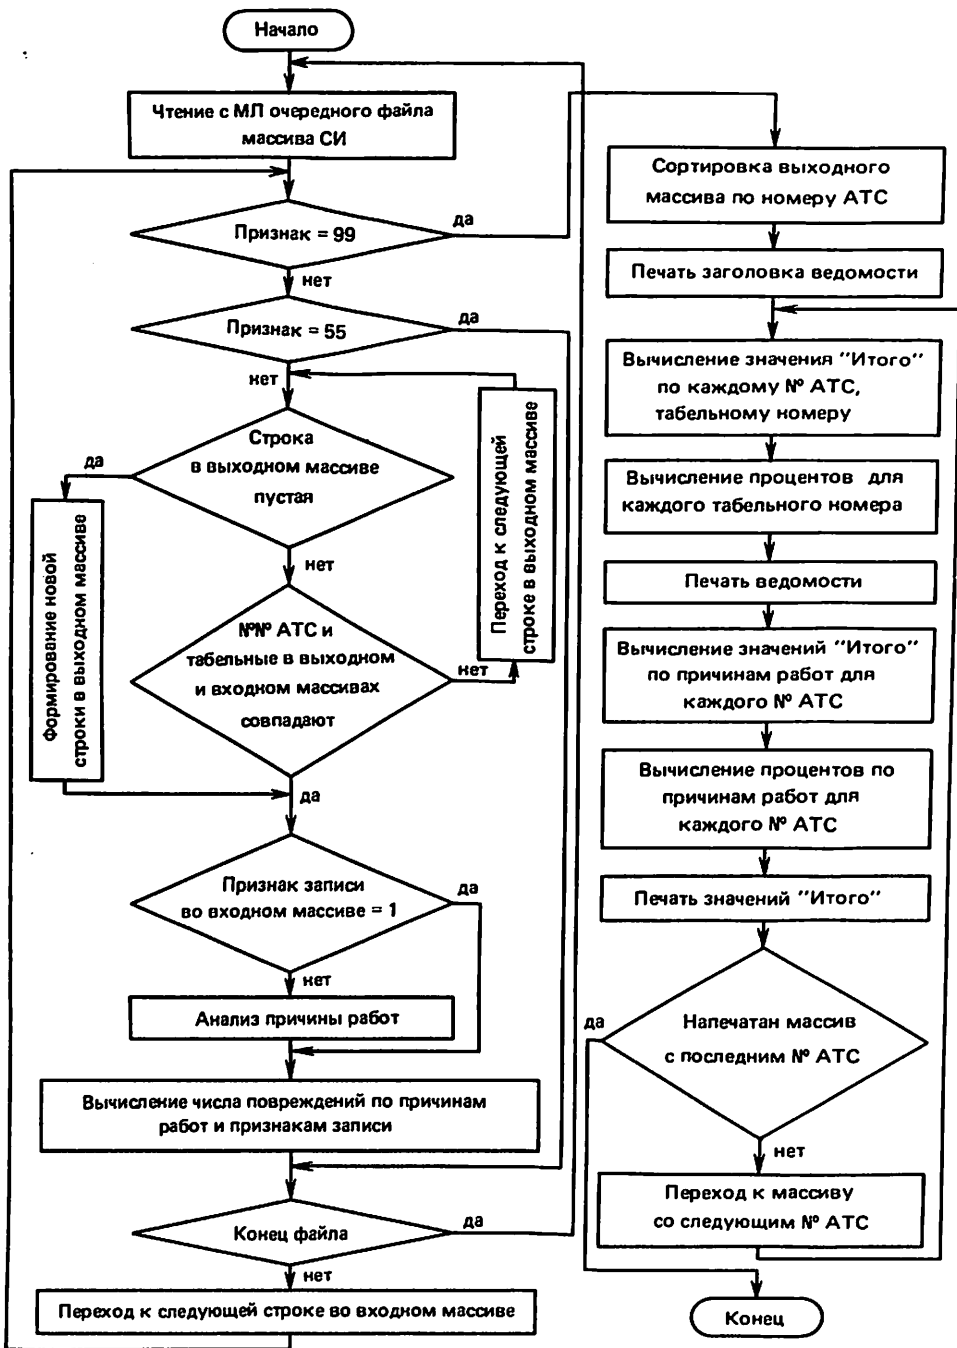 Начало
Чтение с МЛ очередного файла
массива СИ
Признак = 99
да
нет
Признак = 55
да
нет
Строка
в выходном массиве
пустая
да
нет
Формирование новой
строки в выходном массиве
Переход к следующей
строке в выходном массиве
№№ АТС и
табельные в выходном
и входном массивах
совпадают
нет
да
Признак записи
во входном массиве = 1
да
нет
Анализ причины работ
Вычисление числа повреждений по причинам
работ и признакам записи
Конец файла
да
нет
Переход к следующей строке во входном массиве
Сортировка выходного
массива по номеру АТС
Печать заголовка ведомости
Вычисление значения "Итого"
по каждому № АТС,
табельному номеру
Вычисление процентов для
каждого табельного номера
Печать ведомости
Вычисление значений "Итого"
по причинам работ для
каждого № АТС
Вычисление процентов по
причинам работ для
каждого № АТС
Печать значений "Итого"
Напечатан массив
с последним № АТС
да
нет
Переход к массиву
со следующим № АТС
Конец